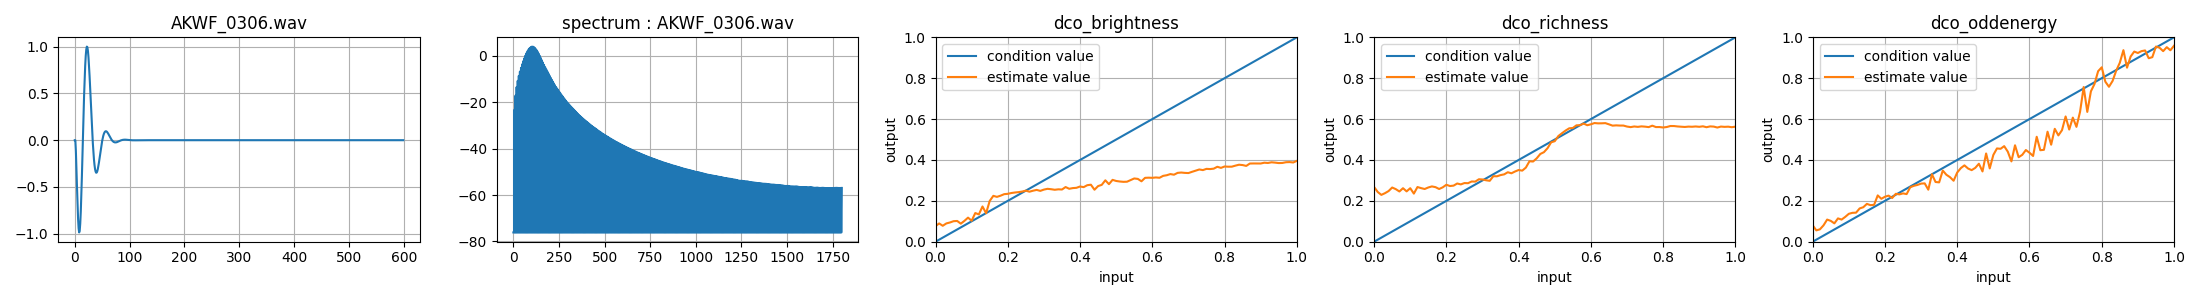 AKWF_0306.wav
1.0
0.5
0.0
−0.5
−1.0
0 100 200 300 400 500 600
spectrum : AKWF_0306.wav
0
−20
−40
−60
−80
0 250 500 750 1000 1250 1500 1750
dco_brightness
condition value
estimate value
output
1.0
0.8
0.6
0.4
0.2
0.0
0.0 0.2 0.4 0.6 0.8 1.0
input
dco_richness
condition value
estimate value
output
1.0
0.8
0.6
0.4
0.2
0.0
0.0 0.2 0.4 0.6 0.8 1.0
input
dco_oddenergy
condition value
estimate value
output
1.0
0.8
0.6
0.4
0.2
0.0
0.0 0.2 0.4 0.6 0.8 1.0
input